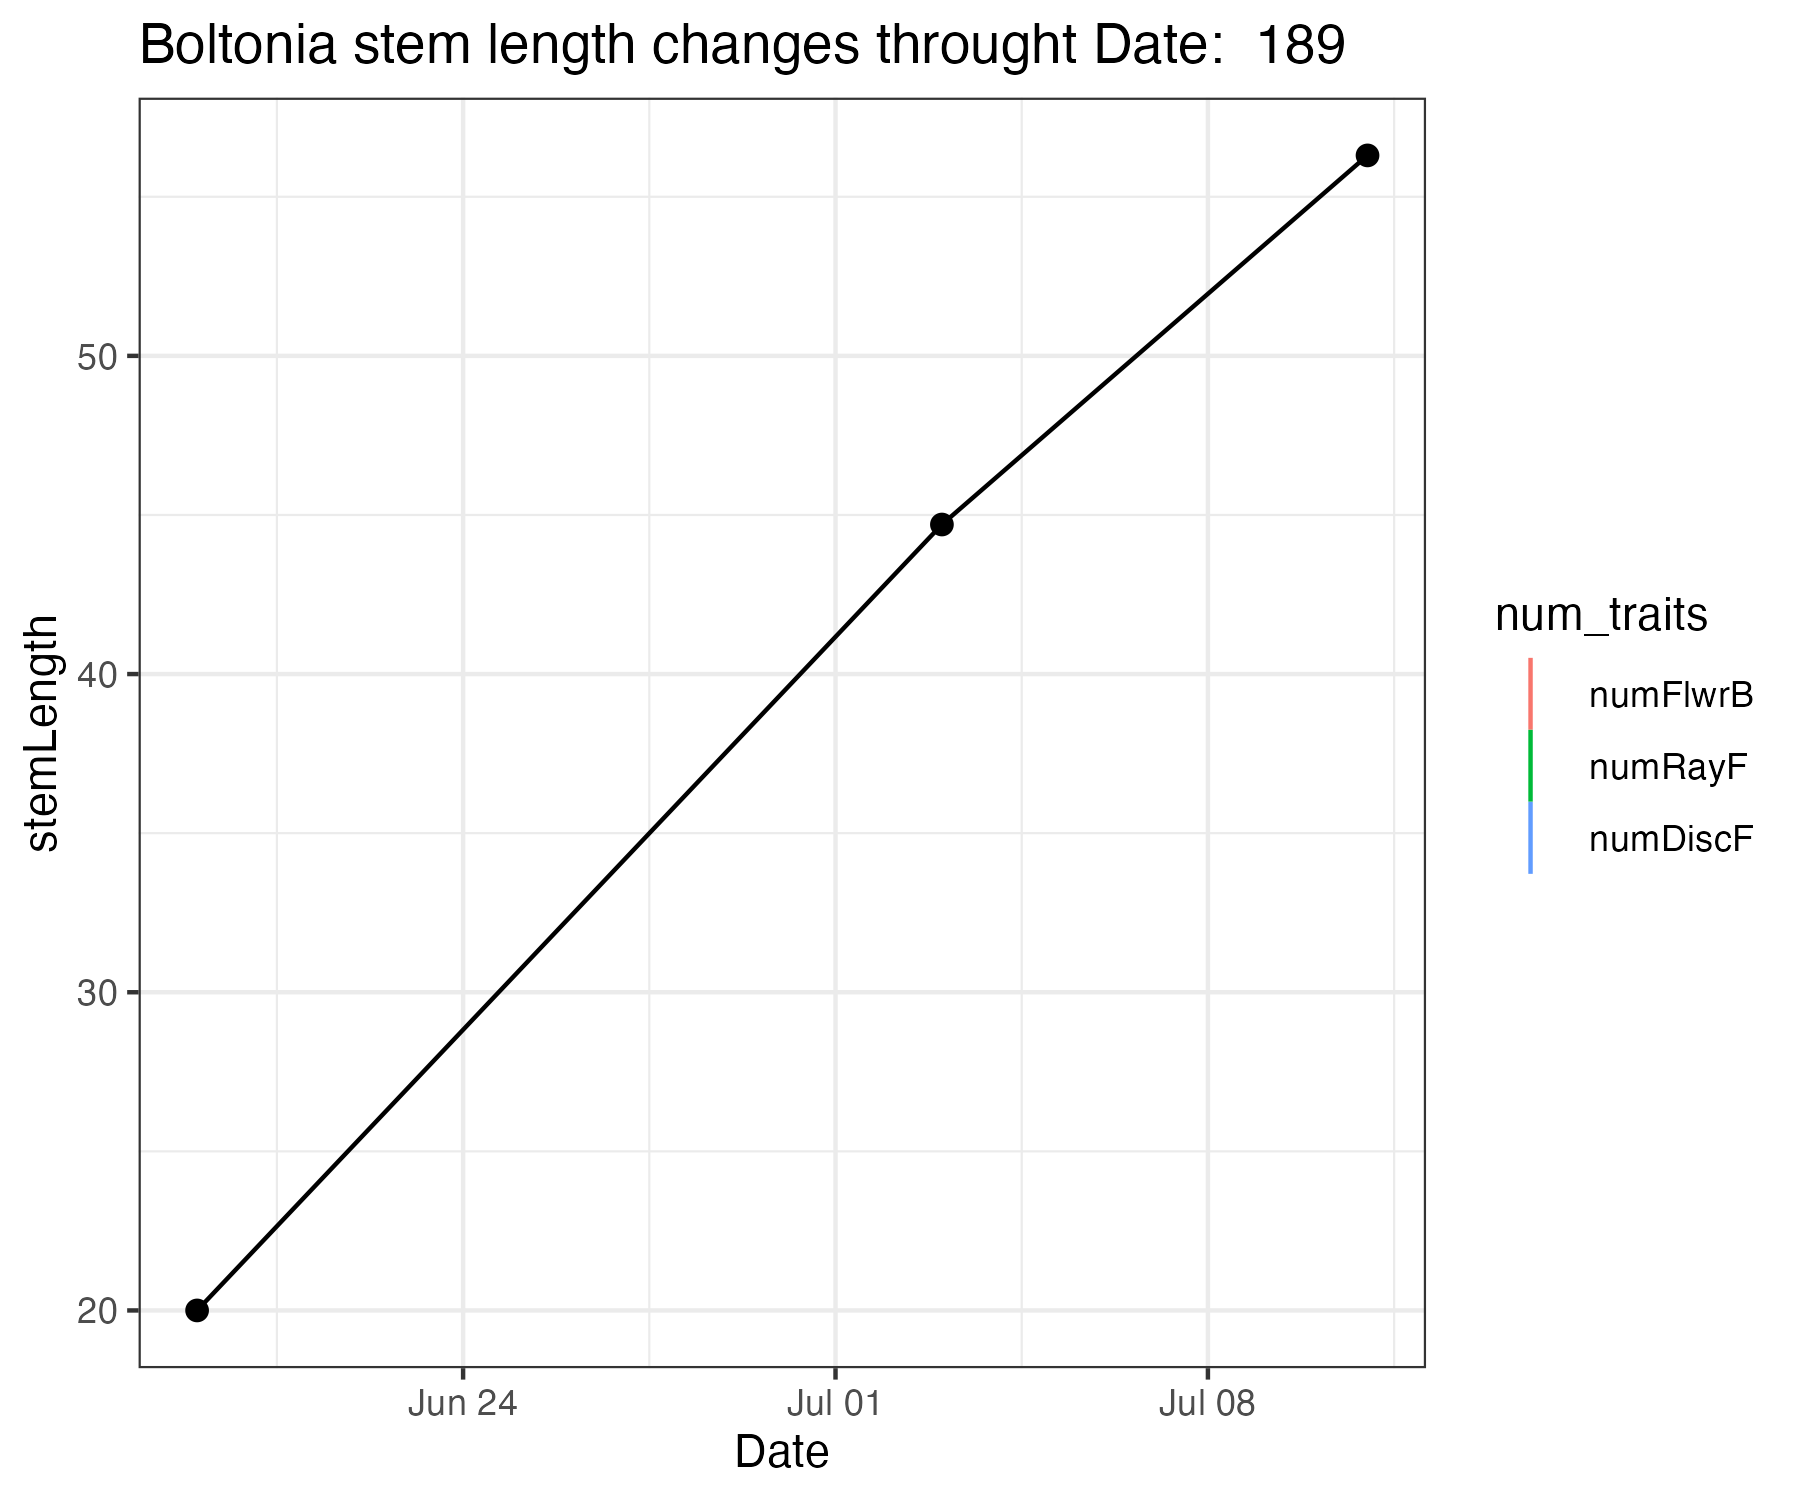 Boltonia stem length changes throught Date:  189
stemLength
50
40
30
20
Jun 24
Jul 01
Jul 08
Date
num_traits
numFlwrB
numRayF
numDiscF